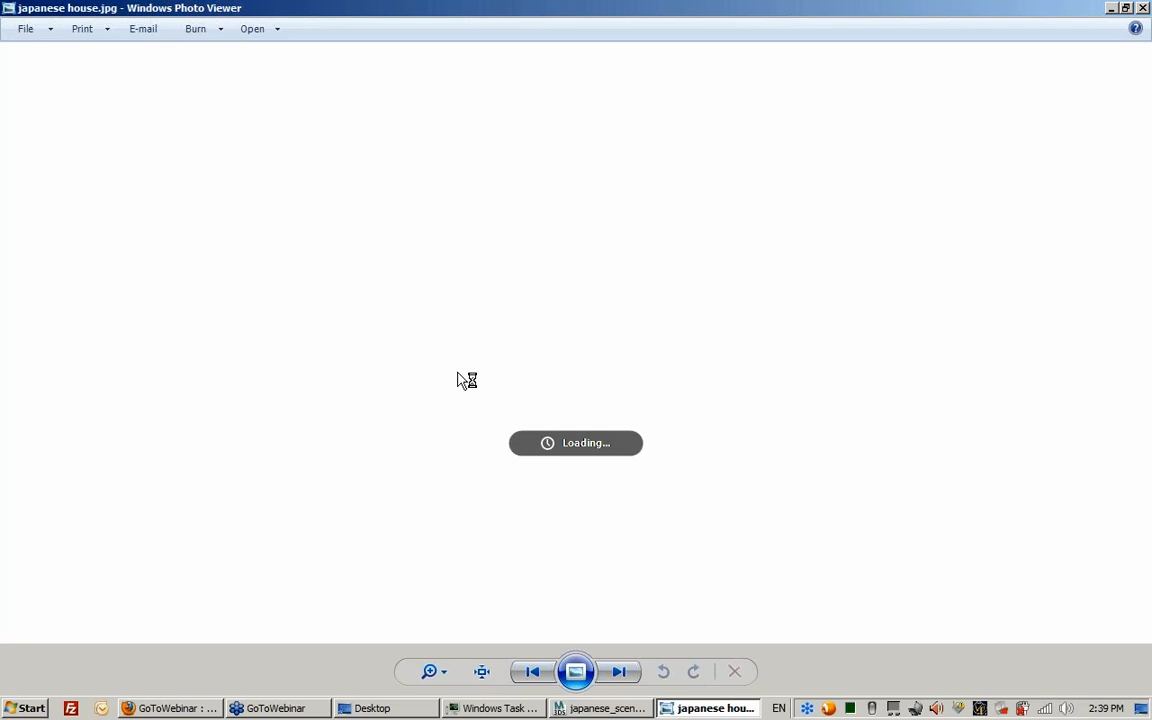 japanese house.jpg - Windows Photo Viewer
File Print E-mail Burn Open
Loading...
Start GoToWebinar : ... GoToWebinar Desktop Windows Task ... japanese_scen... japanese hou... EN 2:39 PM